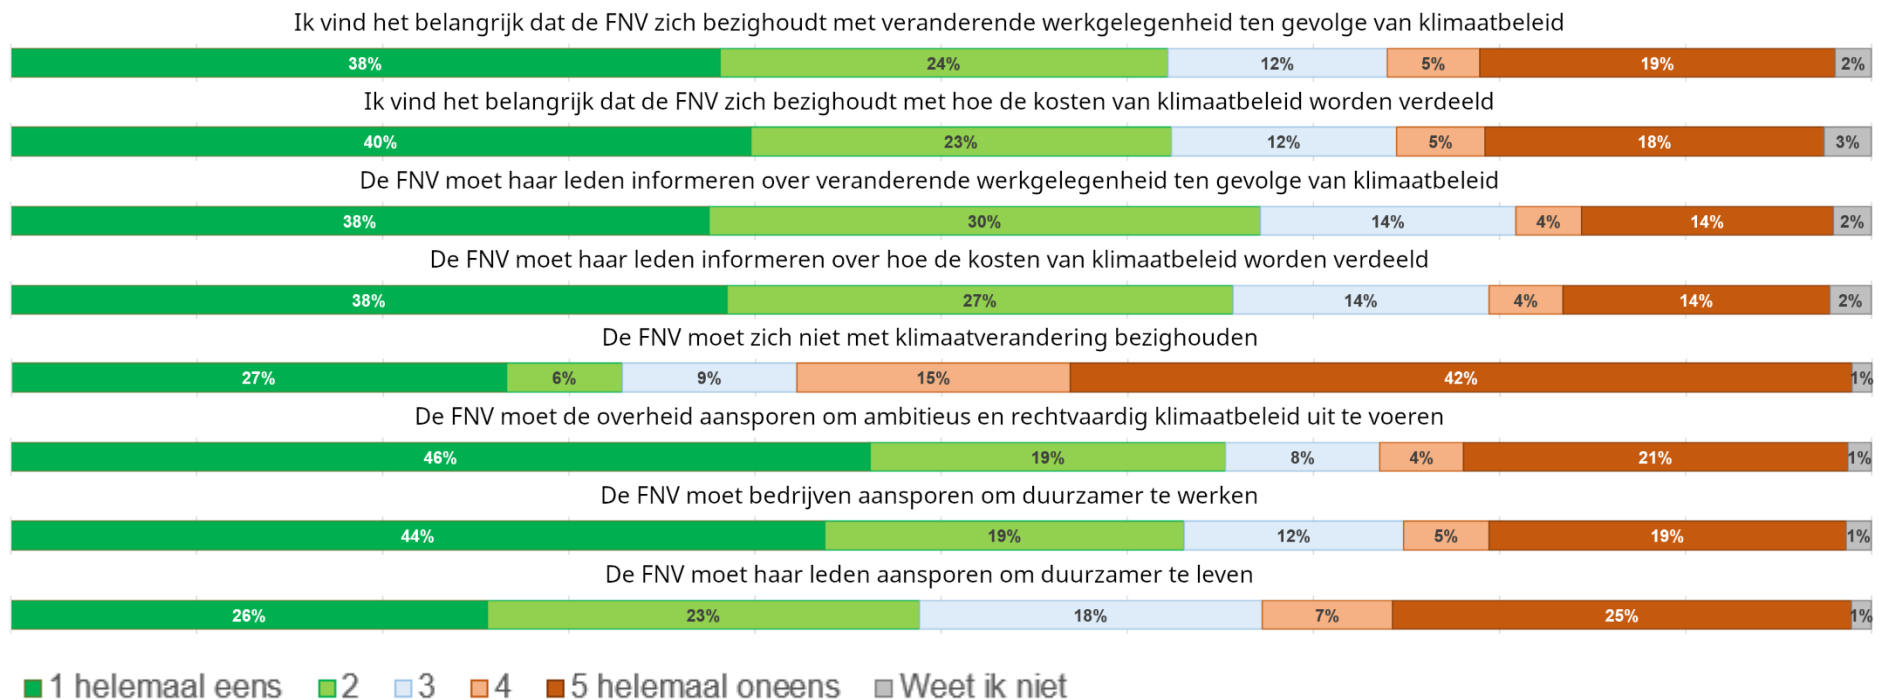 Ik vind het belangrijk dat de FNV zich bezighoudt met veranderende werkgelegenheid ten gevolge van klimaatbeleid
38% 24% 12% 5% 19% 2%
Ik vind het belangrijk dat de FNV zich bezighoudt met hoe de kosten van klimaatbeleid worden verdeeld
40% 23% 12% 5% 18% 3%
De FNV moet haar leden informeren over veranderende werkgelegenheid ten gevolge van klimaatbeleid
38% 30% 14% 4% 14% 2%
De FNV moet haar leden informeren over hoe de kosten van klimaatbeleid worden verdeeld
38% 27% 14% 4% 14% 2%
De FNV moet zich niet met klimaatverandering bezighouden
27% 6% 9% 15% 42% 1%
De FNV moet de overheid aansporen om ambitieus en rechtvaardig klimaatbeleid uit te voeren
46% 19% 8% 4% 21% 1%
De FNV moet bedrijven aansporen om duurzamer te werken
44% 19% 12% 5% 19% 1%
De FNV moet haar leden aansporen om duurzamer te leven
26% 23% 18% 7% 25% 1%
1 helemaal eens 2 3 4 5 helemaal oneens Weet ik niet